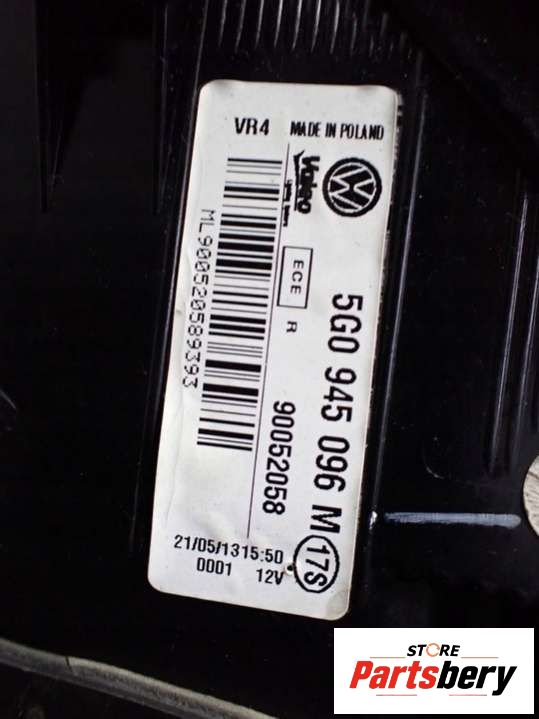 VR4 MADE IN POLAND
Valeo
VW
ECE R
5G0 945 096 M
90052058
ML900520589393
17S
21/05/1315:50
0001 12V
STORE
Partsbery